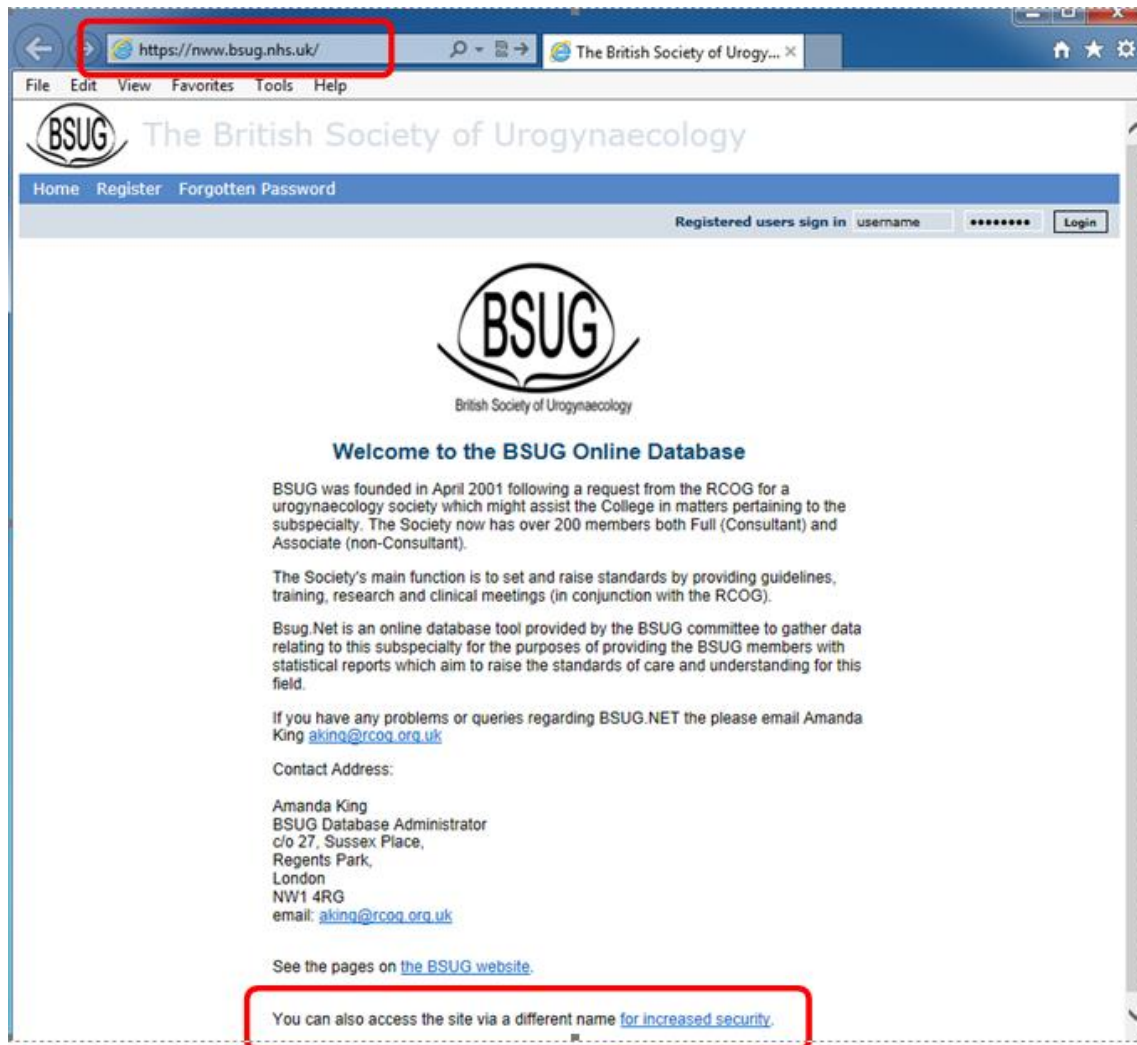 https://nww.bsug.nhs.uk/
The British Society of Urogy...
File Edit View Favorites Tools Help
BSUG The British Society of Urogynaecology
Home Register Forgotten Password
Registered users sign in username •••••••• Login
BSUG
British Society of Urogynaecology
Welcome to the BSUG Online Database
BSUG was founded in April 2001 following a request from the RCOG for a
urogynaecology society which might assist the College in matters pertaining to the
subspecialty. The Society now has over 200 members both Full (Consultant) and
Associate (non-Consultant).
The Society's main function is to set and raise standards by providing guidelines,
training, research and clinical meetings (in conjunction with the RCOG).
Bsug.Net is an online database tool provided by the BSUG committee to gather data
relating to this subspecialty for the purposes of providing the BSUG members with
statistical reports which aim to raise the standards of care and understanding for this
field.
If you have any problems or queries regarding BSUG.NET the please email Amanda
King aking@rcog.org.uk
Contact Address:
Amanda King
BSUG Database Administrator
c/o 27, Sussex Place,
Regents Park,
London
NW1 4RG
email: aking@rcog.org.uk
See the pages on the BSUG website.
You can also access the site via a different name for increased security.